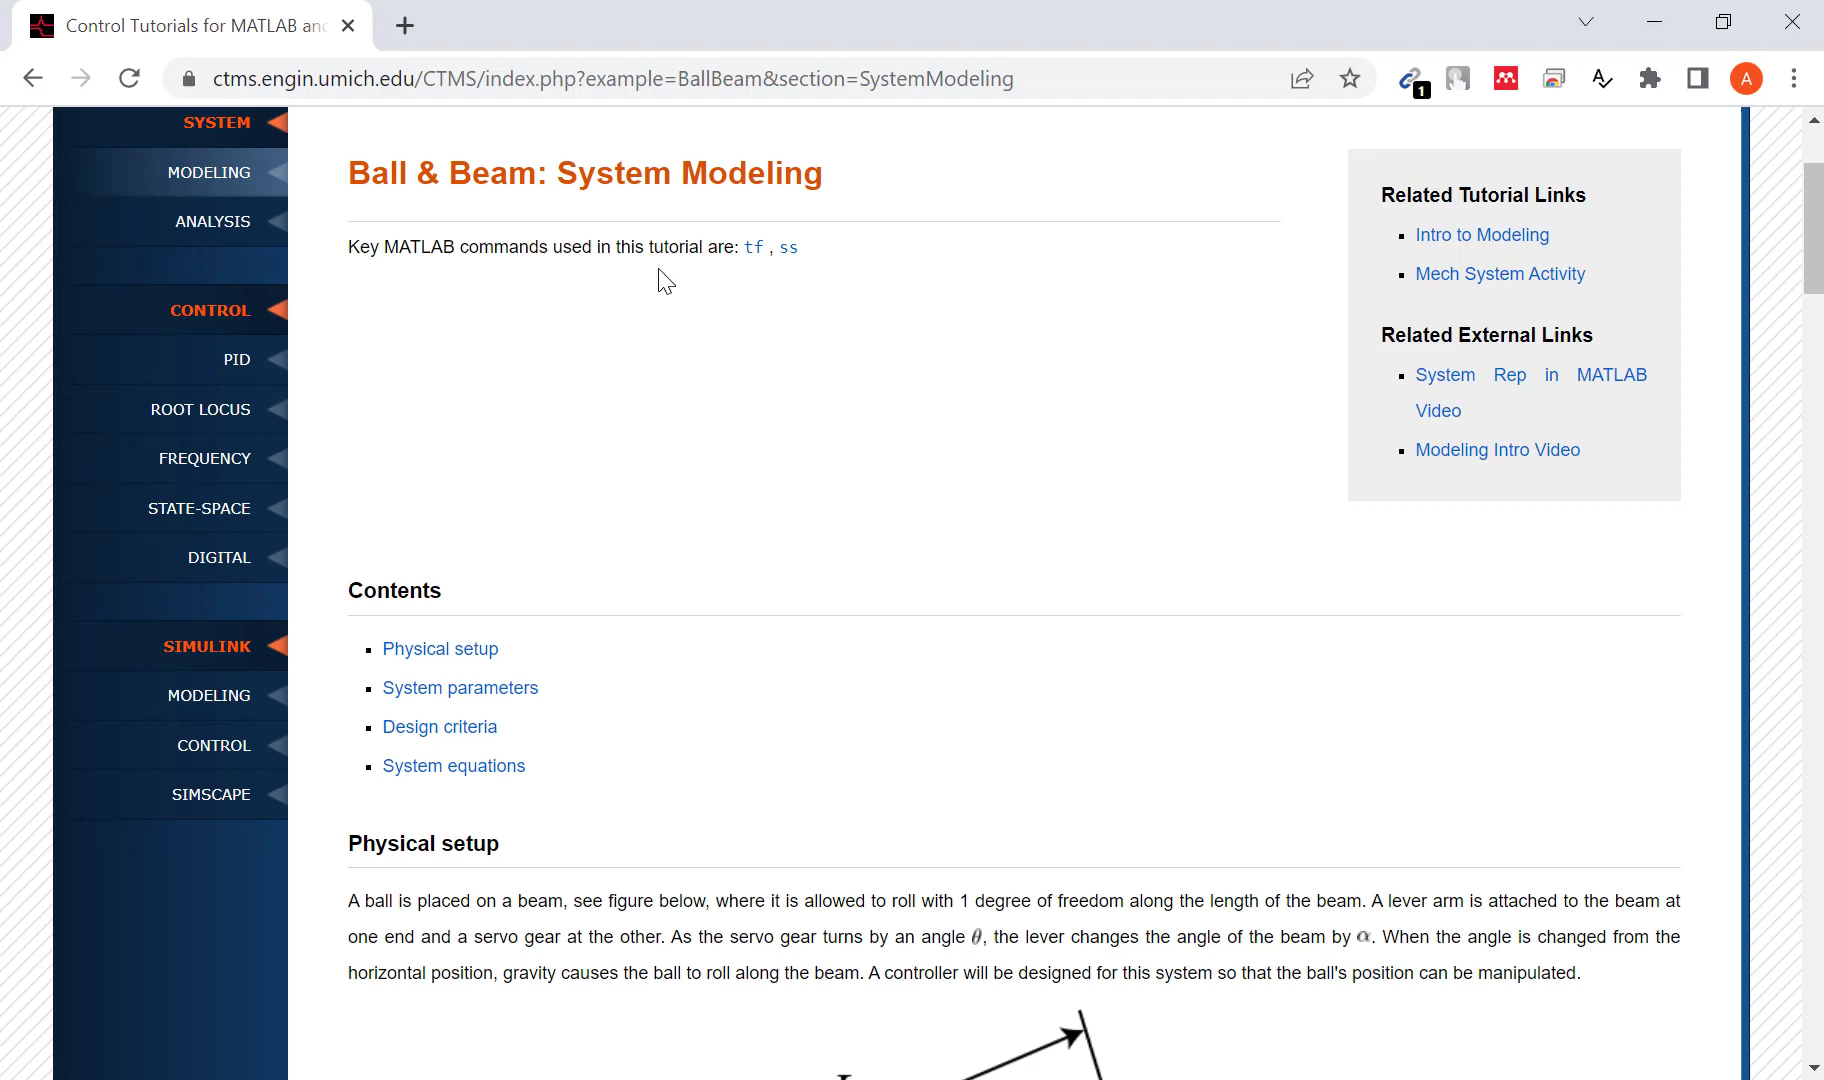 Control Tutorials for MATLAB and
ctms.engin.umich.edu/CTMS/index.php?example=BallBeam&section=SystemModeling
1
A
SYSTEM
MODELING
ANALYSIS
CONTROL
PID
ROOT LOCUS
FREQUENCY
STATE-SPACE
DIGITAL
SIMULINK
MODELING
CONTROL
SIMSCAPE
Ball & Beam: System Modeling
Key MATLAB commands used in this tutorial are: tf , ss
Related Tutorial Links
Intro to Modeling
Mech System Activity
Related External Links
System Rep in MATLAB
Video
Modeling Intro Video
Contents
Physical setup
System parameters
Design criteria
System equations
Physical setup
A ball is placed on a beam, see figure below, where it is allowed to roll with 1 degree of freedom along the length of the beam. A lever arm is attached to the beam at
one end and a servo gear at the other. As the servo gear turns by an angle θ, the lever changes the angle of the beam by α. When the angle is changed from the
horizontal position, gravity causes the ball to roll along the beam. A controller will be designed for this system so that the ball's position can be manipulated.